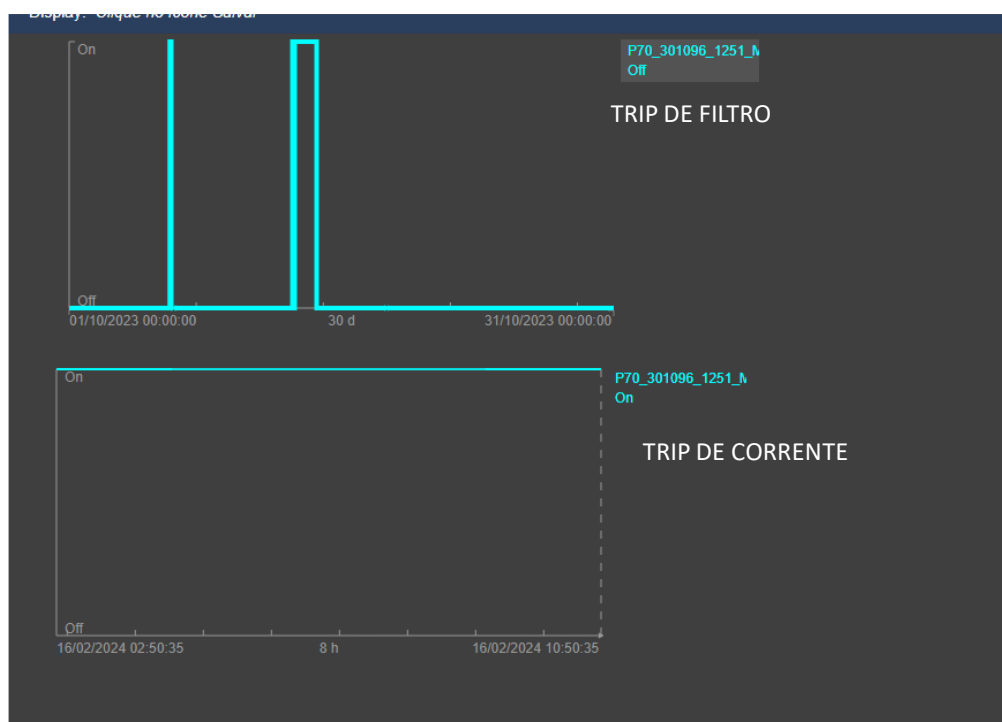 Display: Clique no ícone Salvar
On
P70_301096_1251_M
Off
TRIP DE FILTRO
Off
01/10/2023 00:00:00 30 d 31/10/2023 00:00:00
On
P70_301096_1251_M
On
TRIP DE CORRENTE
Off
16/02/2024 02:50:35 8 h 16/02/2024 10:50:35